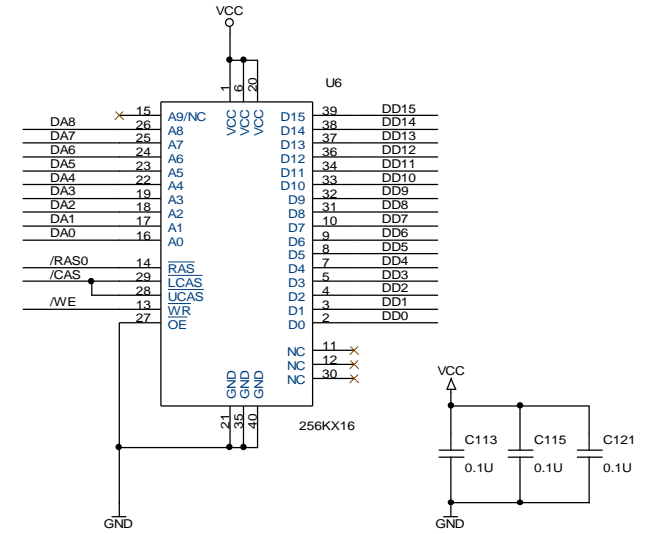 VCC
1 6 20
VCC VCC VCC
U6
15 A9/NC D15 39 DD15
DA8 26 A8 D14 38 DD14
DA7 25 A7 D13 37 DD13
DA6 24 A6 D12 36 DD12
DA5 23 A5 D11 34 DD11
DA4 22 A4 D10 33 DD10
DA3 19 A3 D9 32 DD9
DA2 18 A2 D8 31 DD8
DA1 17 A1 D7 10 DD7
DA0 16 A0 D6 9 DD6
D5 8 DD5
/RAS0 14 RAS D4 7 DD4
/CAS 29 LCAS D3 5 DD3
28 UCAS D2 4 DD2
/WE 13 WR D1 3 DD1
27 OE D0 2 DD0
NC 11
NC 12
NC 30
GND GND GND
21 35 40
256KX16
GND
VCC
C113 C115 C121
0.1U 0.1U 0.1U
GND